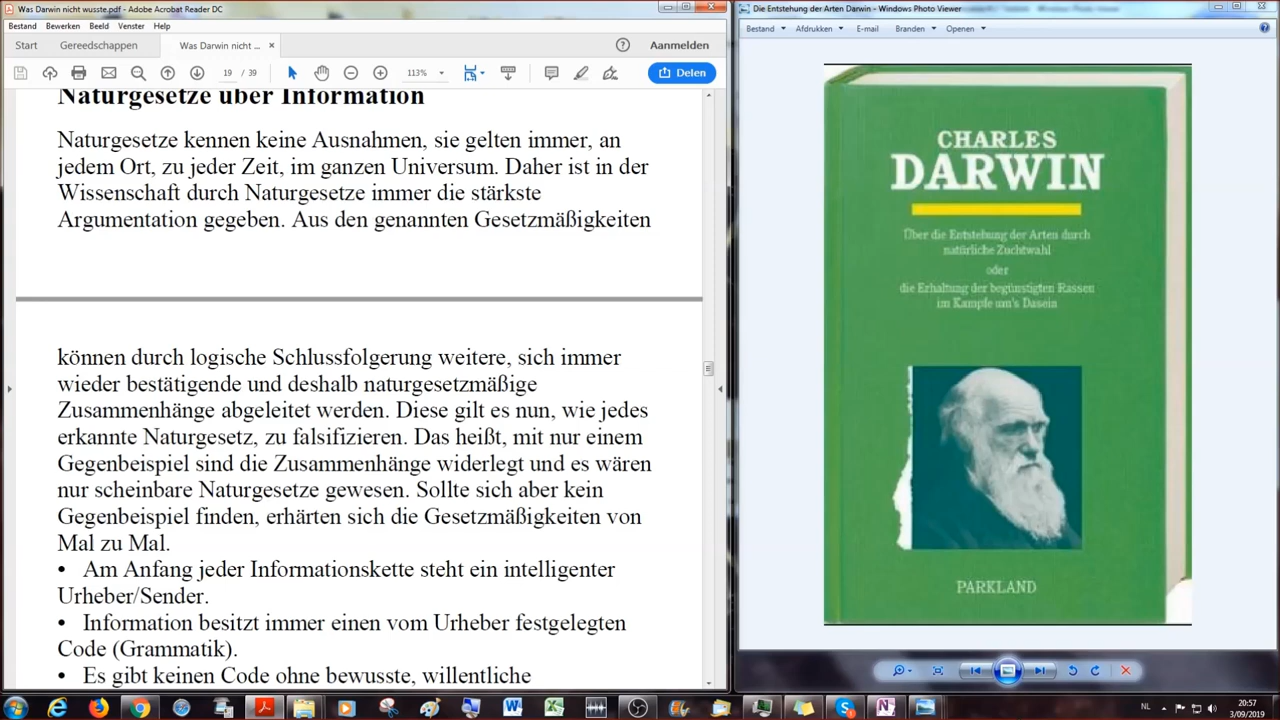 Was Darwin nicht wusste.pdf - Adobe Acrobat Reader DC
Bestand Bewerken Beeld Venster Help
Start Gereedschappen Was Darwin nicht ... × Aanmelden
19 / 39 113% Delen
Naturgesetze über Information
Naturgesetze kennen keine Ausnahmen, sie gelten immer, an
jedem Ort, zu jeder Zeit, im ganzen Universum. Daher ist in der
Wissenschaft durch Naturgesetze immer die stärkste
Argumentation gegeben. Aus den genannten Gesetzmäßigkeiten
können durch logische Schlussfolgerung weitere, sich immer
wieder bestätigende und deshalb naturgesetzmäßige
Zusammenhänge abgeleitet werden. Diese gilt es nun, wie jedes
erkannte Naturgesetz, zu falsifizieren. Das heißt, mit nur einem
Gegenbeispiel sind die Zusammenhänge widerlegt und es wären
nur scheinbare Naturgesetze gewesen. Sollte sich aber kein
Gegenbeispiel finden, erhärten sich die Gesetzmäßigkeiten von
Mal zu Mal.
• Am Anfang jeder Informationskette steht ein intelligenter
Urheber/Sender.
• Information besitzt immer einen vom Urheber festgelegten
Code (Grammatik).
• Es gibt keinen Code ohne bewusste, willentliche
Die Entstehung der Arten Darwin - Windows Photo Viewer
Bestand Afdrukken E-mail Branden Openen
CHARLES
DARWIN
Über die Entstehung der Arten durch
natürliche Zuchtwahl
oder
die Erhaltung der begünstigten Rassen
im Kampfe um's Dasein
PARKLAND
NL 20:57
3/09/2019